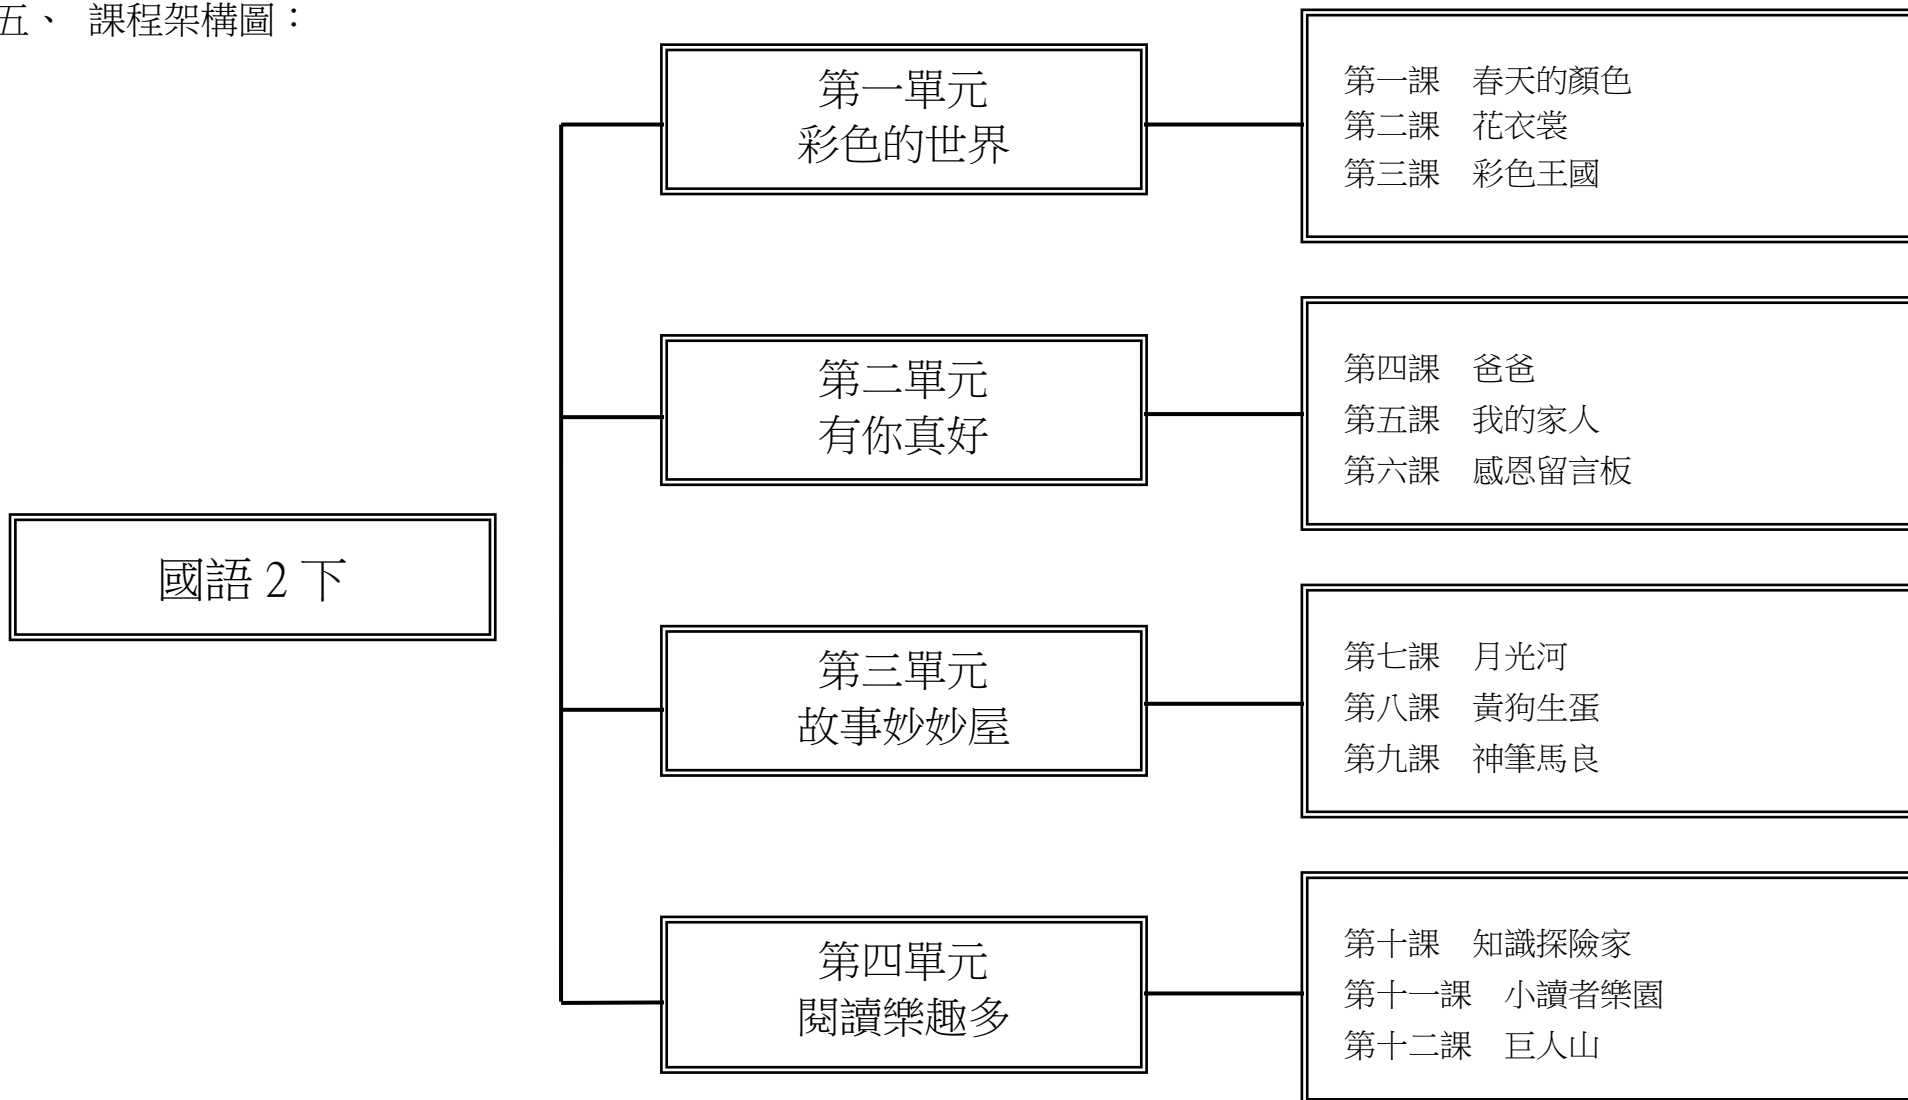 五、 課程架構圖：
國語 2 下
第一單元
彩色的世界
第一課　春天的顏色
第二課　花衣裳
第三課　彩色王國
第二單元
有你真好
第四課　爸爸
第五課　我的家人
第六課　感恩留言板
第三單元
故事妙妙屋
第七課　月光河
第八課　黃狗生蛋
第九課　神筆馬良
第四單元
閱讀樂趣多
第十課　知識探險家
第十一課　小讀者樂園
第十二課　巨人山